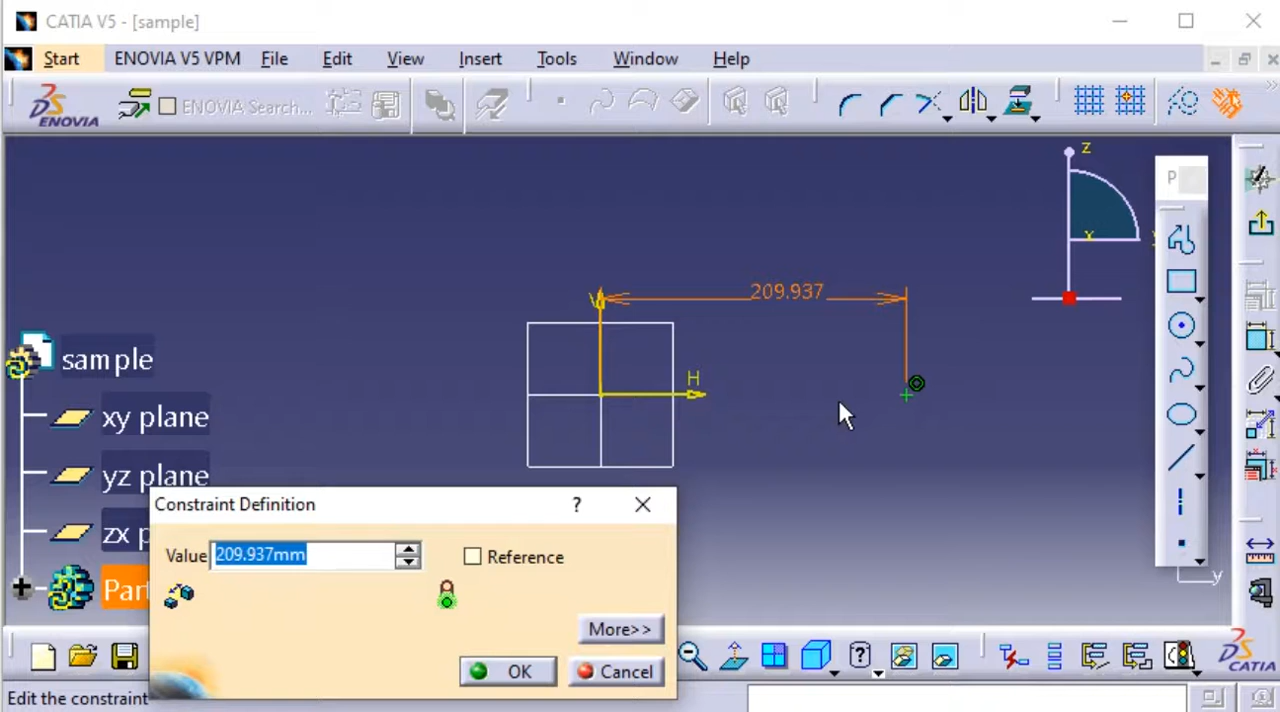 CATIA V5 - [sample]
Start ENOVIA V5 VPM File Edit View Insert Tools Window Help
ENOVIA
ENOVIA Search...
z
P
x
y
209.937
V
H
sample
xy plane
yz plane
zx p
Part
Constraint Definition ?
Value 209.937mm
Reference
More>>
OK Cancel
y
CATIA
Edit the constraint